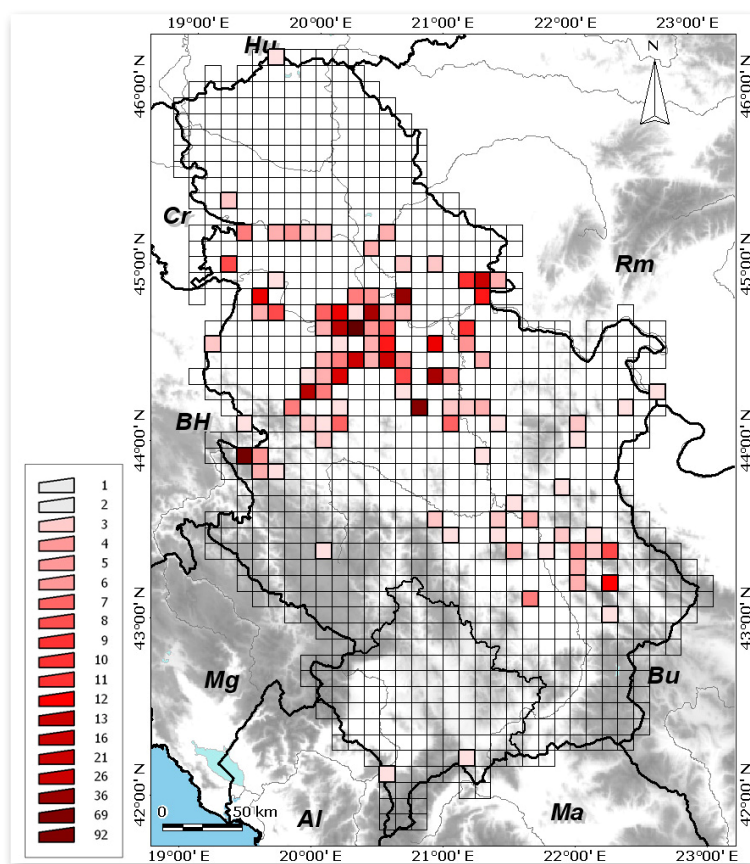 19°00' E 20°00' E 21°00' E 22°00' E 23°00' E
Hu
N
46°00' N 46°00' N
Cr
45°00' N 45°00' N
Rm
BH
44°00' N 44°00' N
1
2
3
4
5
6
7
8
9
10
11
12
13
16
21
26
36
69
92
43°00' N 43°00' N
Mg
Bu
42°00' N 42°00' N
0 50 km
Al
Ma
19°00' E 20°00' E 21°00' E 22°00' E 23°00' E